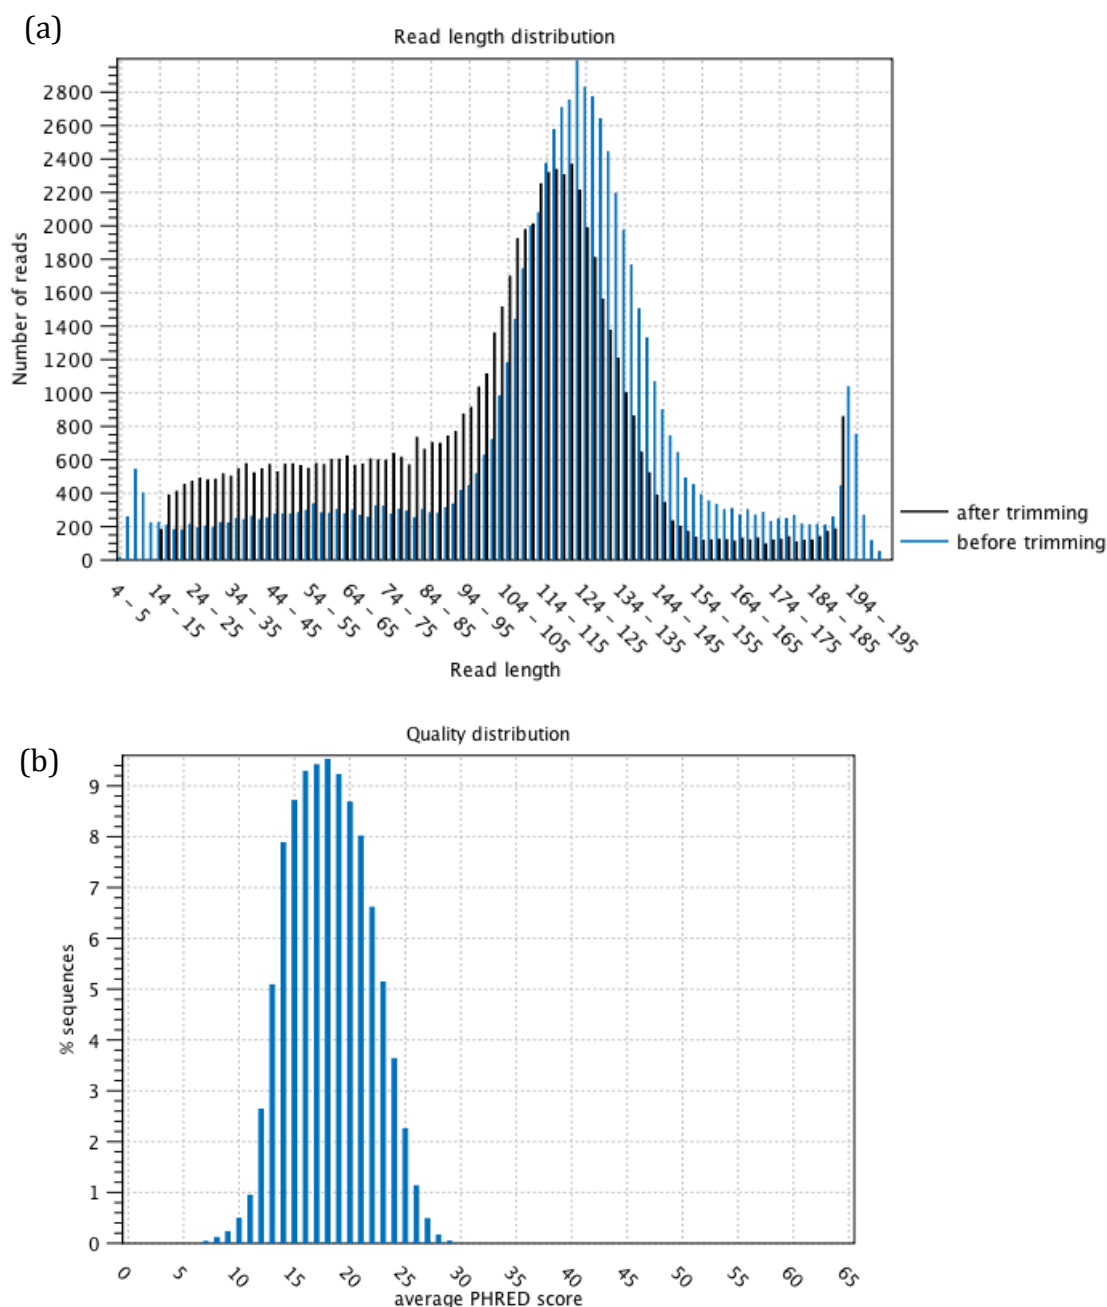 (a)
Read length distribution
Number of reads
2800
2600
2400
2200
2000
1800
1600
1400
1200
1000
800
600
400
200
0
4 – 5
14 – 15
24 – 25
34 – 35
44 – 45
54 – 55
64 – 65
74 – 75
84 – 85
94 – 95
104 – 105
114 – 115
124 – 125
134 – 135
144 – 145
154 – 155
164 – 165
174 – 175
184 – 185
194 – 195
Read length
after trimming
before trimming
(b)
Quality distribution
% sequences
9
8
7
6
5
4
3
2
1
0
0
5
10
15
20
25
30
35
40
45
50
55
60
65
average PHRED score